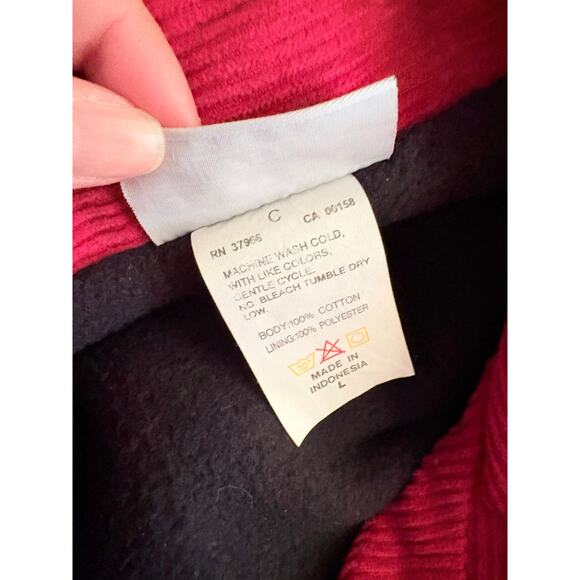 C
RN 37966 CA 00158
MACHINE WASH COLD,
WITH LIKE COLORS,
GENTLE CYCLE.
NO. BLEACH TUMBLE DRY
LOW.
BODY:100% COTTON
LINING:100% POLYESTER
30°
MADE IN
INDONESIA
L